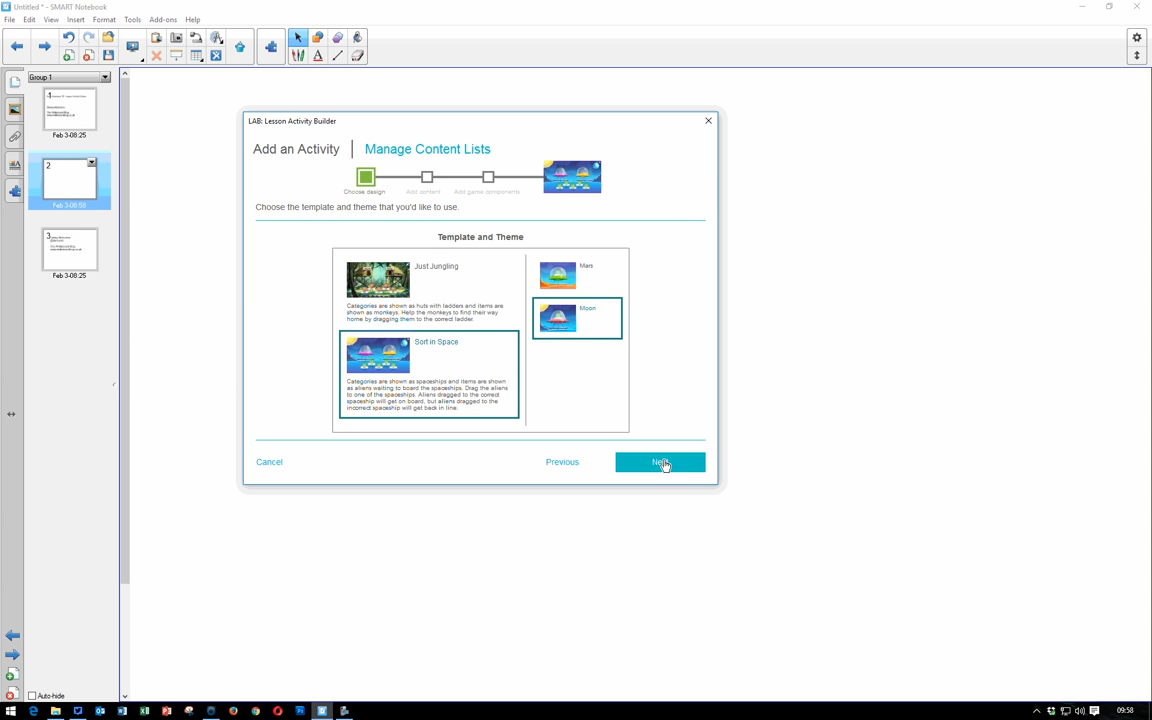 Untitled * - SMART Notebook
File Edit View Insert Format Tools Add-ons Help
Group 1
1
Feb 3-08:25
2
Feb 3-08:56
3
Feb 3-08:25
Auto-hide
LAB: Lesson Activity Builder
Add an Activity
Manage Content Lists
Choose design
Add content
Add game components
Choose the template and theme that you'd like to use.
Template and Theme
Just Jungling
Categories are shown as huts with ladders and items are
shown as monkeys. Help the monkeys to find their way
home by dragging them to the correct ladder.
Sort in Space
Categories are shown as spaceships and items are shown
as aliens waiting to board the spaceships. Drag the aliens
to one of the spaceships. Aliens dragged to the correct
spaceship will get on board, but aliens dragged to the
incorrect spaceship will get back in line.
Mars
Moon
Cancel
Previous
Next
09:58